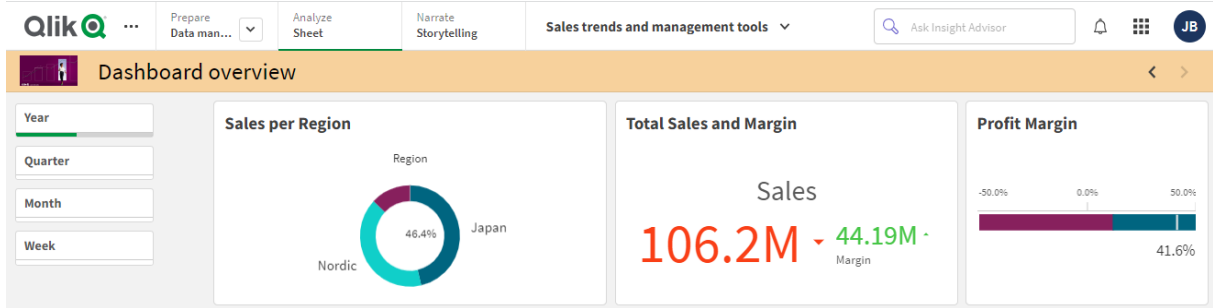 Qlik
Prepare
Data man...
Analyze
Sheet
Narrate
Storytelling
Sales trends and management tools
Ask Insight Advisor
JB
Dashboard overview
Year
Quarter
Month
Week
Sales per Region
Region
46.4%
Japan
Nordic
Total Sales and Margin
Sales
106.2M
44.19M
Margin
Profit Margin
-50.0% 0.0% 50.0%
41.6%